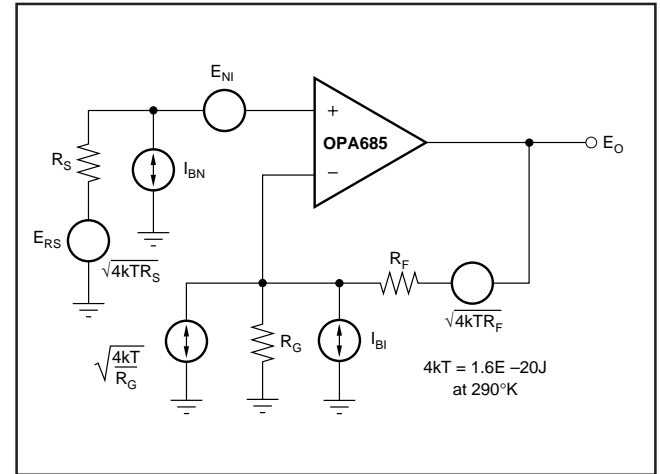 E_NI
+
OPA685
−
E_O
R_S
I_BN
E_RS
√4kTR_S
R_F
√4kTR_F
√4kT/R_G
R_G
I_BI
4kT = 1.6E –20J
at 290°K